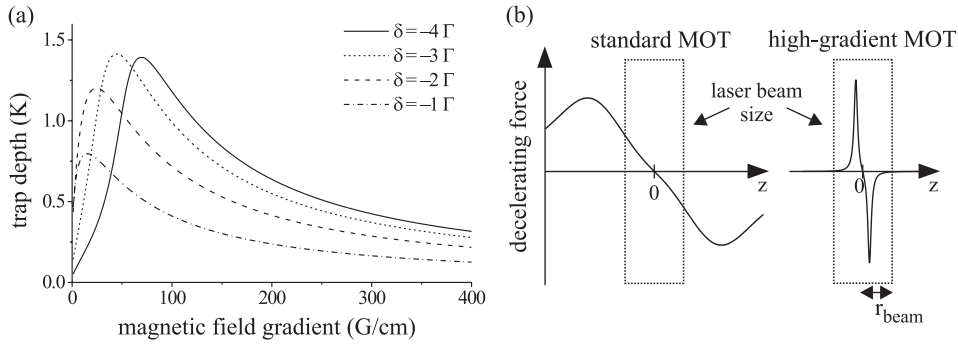 (a)
1.5
1.0
0.5
0.0
trap depth (K)
δ=–4 Γ
δ=–3 Γ
δ=–2 Γ
δ=–1 Γ
0
100
200
300
400
magnetic field gradient (G/cm)
(b)
standard MOT
high-gradient MOT
laser beam
size
decelerating force
0
z
0
z
r_beam